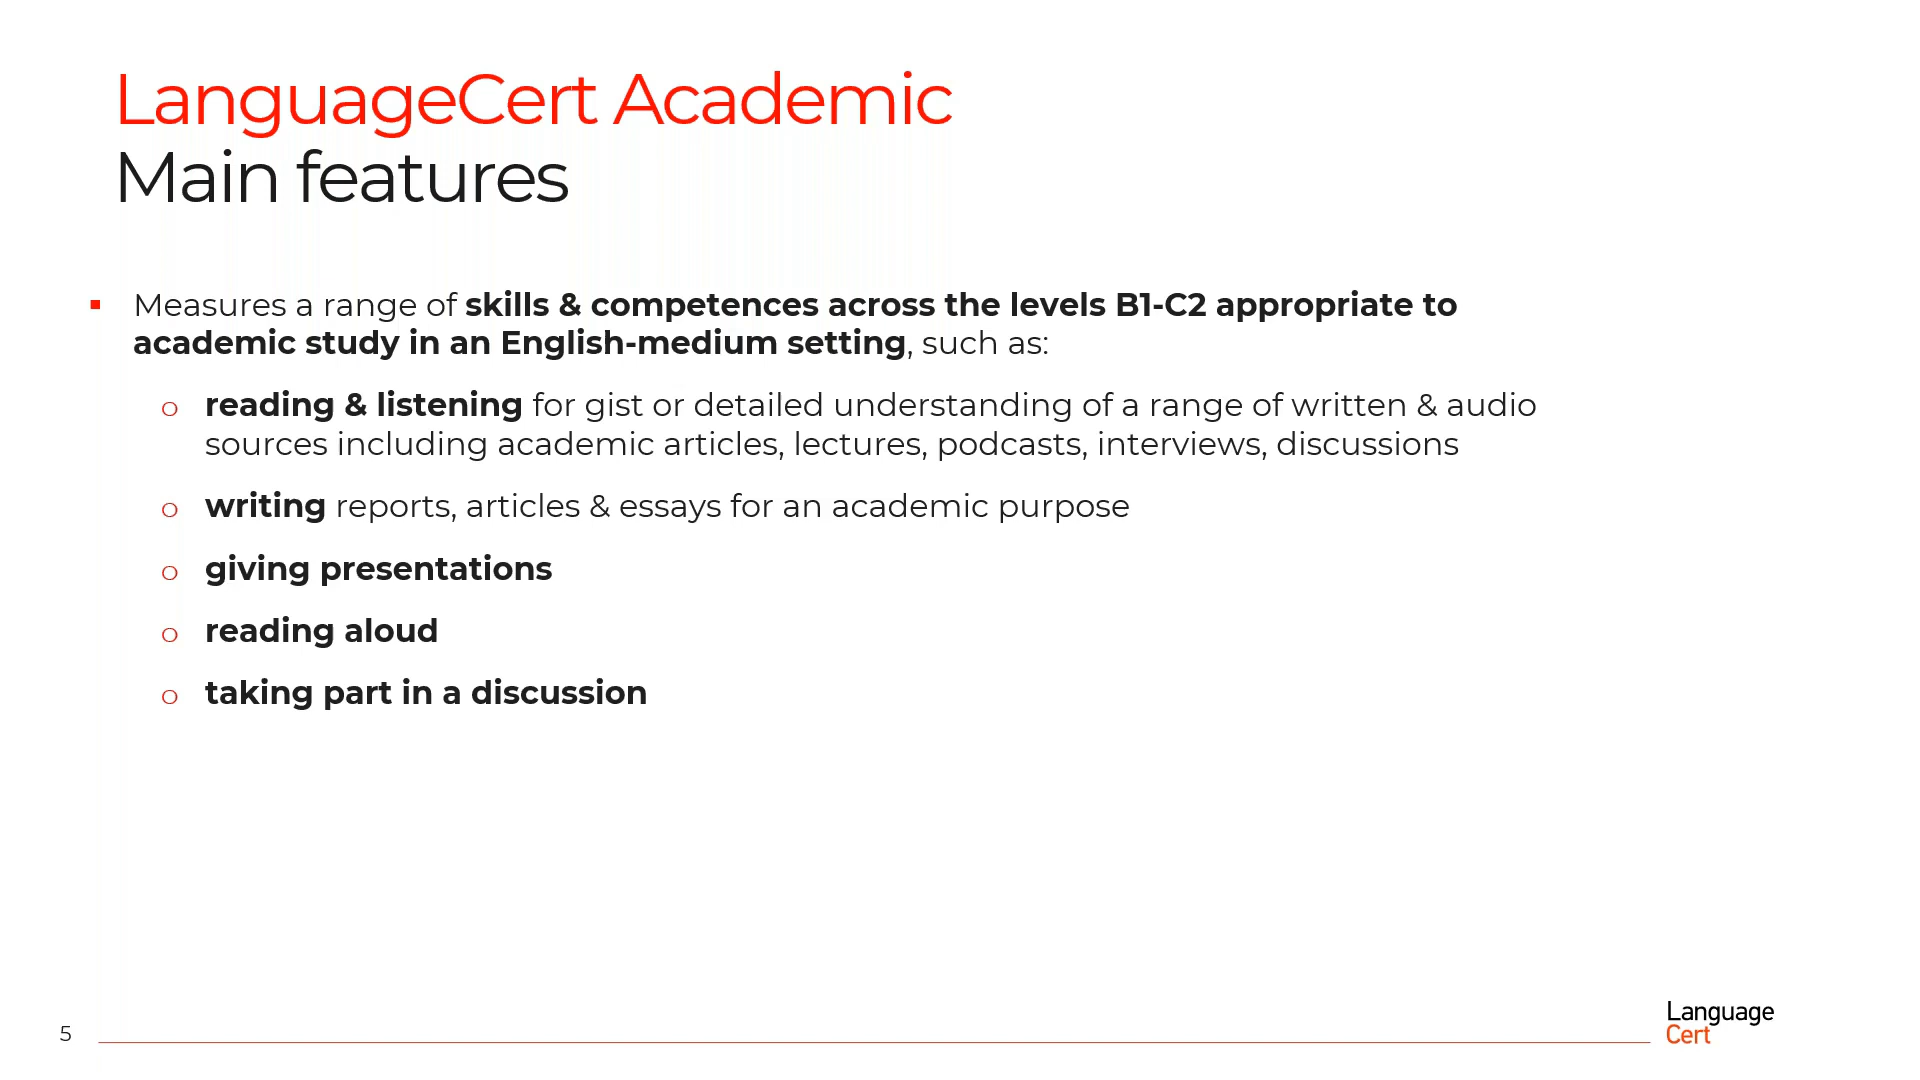 LanguageCert Academic
Main features
▪ Measures a range of skills & competences across the levels B1-C2 appropriate to
academic study in an English-medium setting, such as:
o reading & listening for gist or detailed understanding of a range of written & audio
sources including academic articles, lectures, podcasts, interviews, discussions
o writing reports, articles & essays for an academic purpose
o giving presentations
o reading aloud
o taking part in a discussion
5
Language
Cert